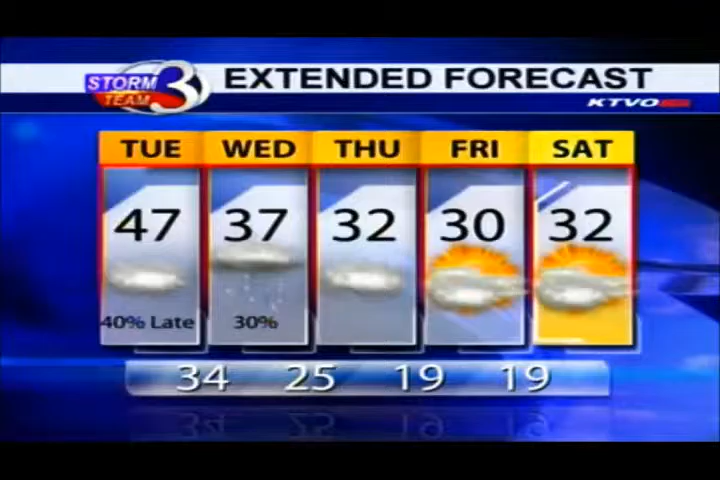 STORM TEAM 3
EXTENDED FORECAST
KTVO
TUE WED THU FRI SAT
47 37 32 30 32
40% Late 30%
34 25 19 19